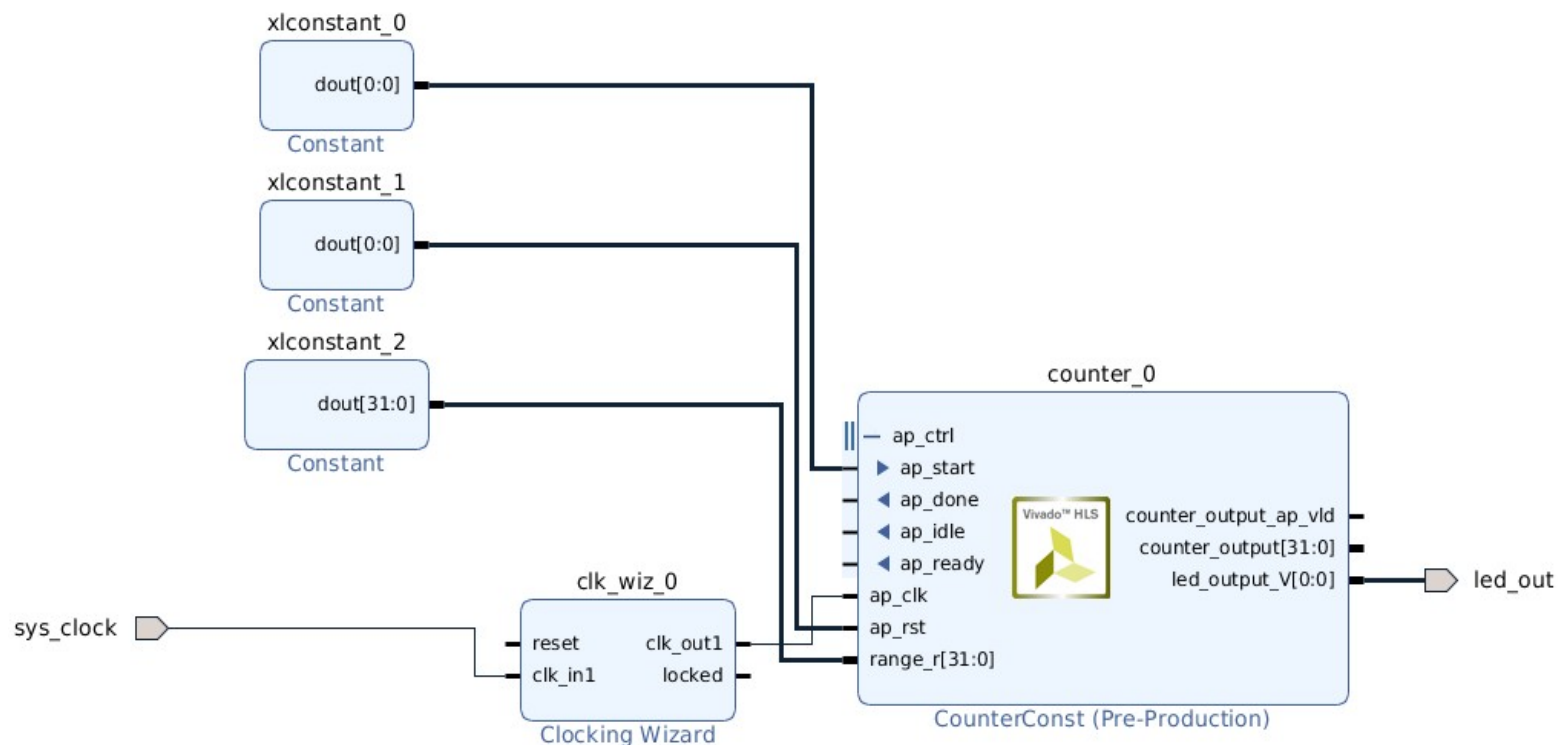 xlconstant_0
dout[0:0]
Constant
xlconstant_1
dout[0:0]
Constant
xlconstant_2
dout[31:0]
Constant
counter_0
ap_ctrl
ap_start
ap_done
ap_idle
ap_ready
ap_clk
ap_rst
range_r[31:0]
Vivado™ HLS
counter_output_ap_vld
counter_output[31:0]
led_output_V[0:0]
CounterConst (Pre-Production)
led_out
sys_clock
clk_wiz_0
reset
clk_in1
clk_out1
locked
Clocking Wizard